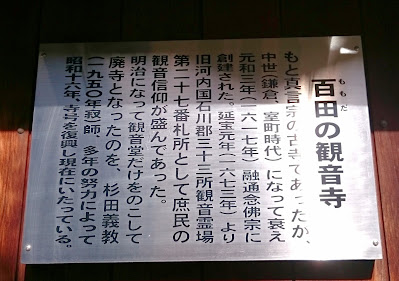 百田の観音寺
ももだ
もと真言宗の古寺であったが、
中世（鎌倉、室町時代）になって衰え
元和三年（一六一七年）融通念佛宗に
創建された。延宝元年（一六七三年）より
旧河内国石川郡三十三所観音霊場
第二十七番札所として庶民の
観音信仰が盛んであった。
明治になって観音堂だけをのこして
廃寺となったのを、杉田義教
（一九五〇年寂）師、多年の努力によって
昭和十六年、寺号を復興し現在にいたっている。